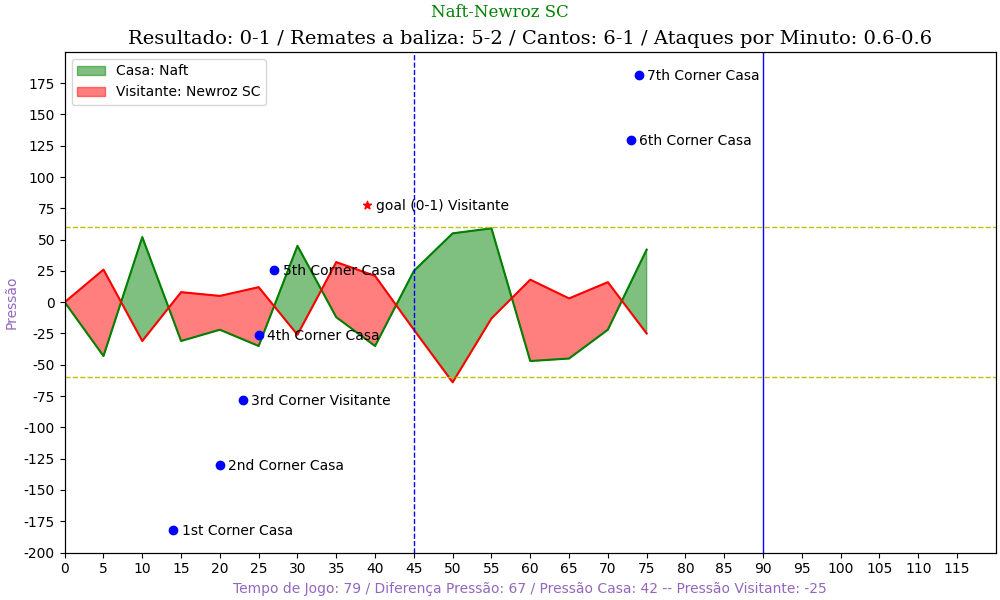 Naft-Newroz SC
Resultado: 0-1 / Remates a baliza: 5-2 / Cantos: 6-1 / Ataques por Minuto: 0.6-0.6
Casa: Naft
Visitante: Newroz SC
7th Corner Casa
6th Corner Casa
goal (0-1) Visitante
5th Corner Casa
4th Corner Casa
3rd Corner Visitante
2nd Corner Casa
1st Corner Casa
Pressão
175
150
125
100
75
50
25
0
-25
-50
-75
-100
-125
-150
-175
-200
0 5 10 15 20 25 30 35 40 45 50 55 60 65 70 75 80 85 90 95 100 105 110 115
Tempo de Jogo: 79 / Diferença Pressão: 67 / Pressão Casa: 42 -- Pressão Visitante: -25